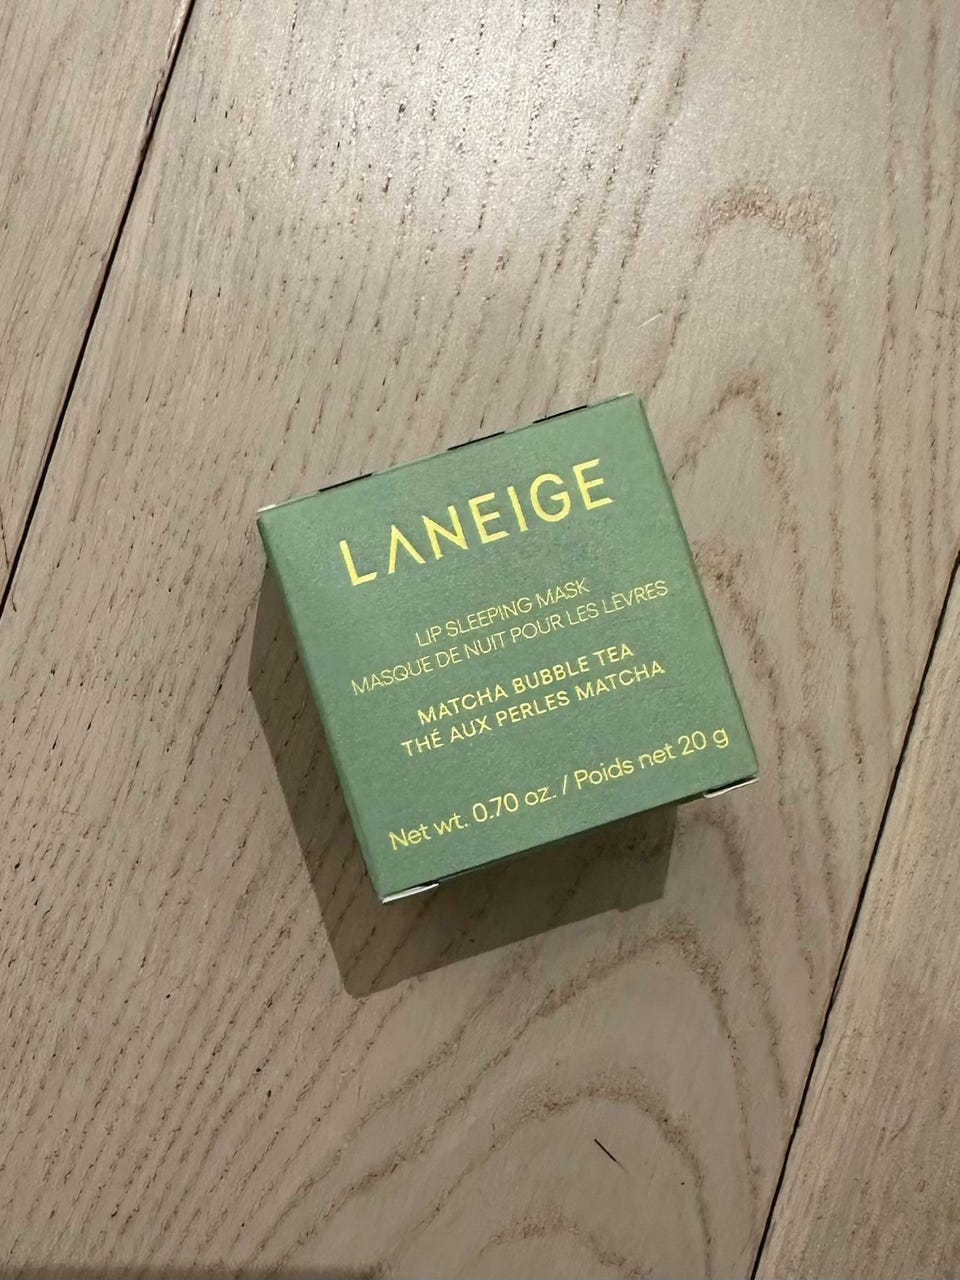 LANEIGE
LIP SLEEPING MASK
MASQUE DE NUIT POUR LES LÈVRES
MATCHA BUBBLE TEA
THÉ AUX PERLES MATCHA
Net wt. 0.70 oz. / Poids net 20 g